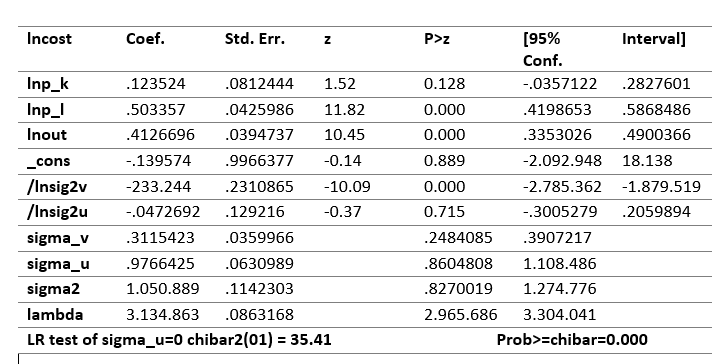 lncost Coef. Std. Err. z P>z [95% Conf. Interval]
lnp_k .123524 .0812444 1.52 0.128 -.0357122 .2827601
lnp_l .503357 .0425986 11.82 0.000 .4198653 .5868486
lnout .4126696 .0394737 10.45 0.000 .3353026 .4900366
_cons -.139574 .9966377 -0.14 0.889 -2.092.948 18.138
/lnsig2v -233.244 .2310865 -10.09 0.000 -2.785.362 -1.879.519
/lnsig2u -.0472692 .129216 -0.37 0.715 -.3005279 .2059894
sigma_v .3115423 .0359966 .2484085 .3907217
sigma_u .9766425 .0630989 .8604808 1.108.486
sigma2 1.050.889 .1142303 .8270019 1.274.776
lambda 3.134.863 .0863168 2.965.686 3.304.041
LR test of sigma_u=0 chibar2(01) = 35.41 Prob>=chibar=0.000